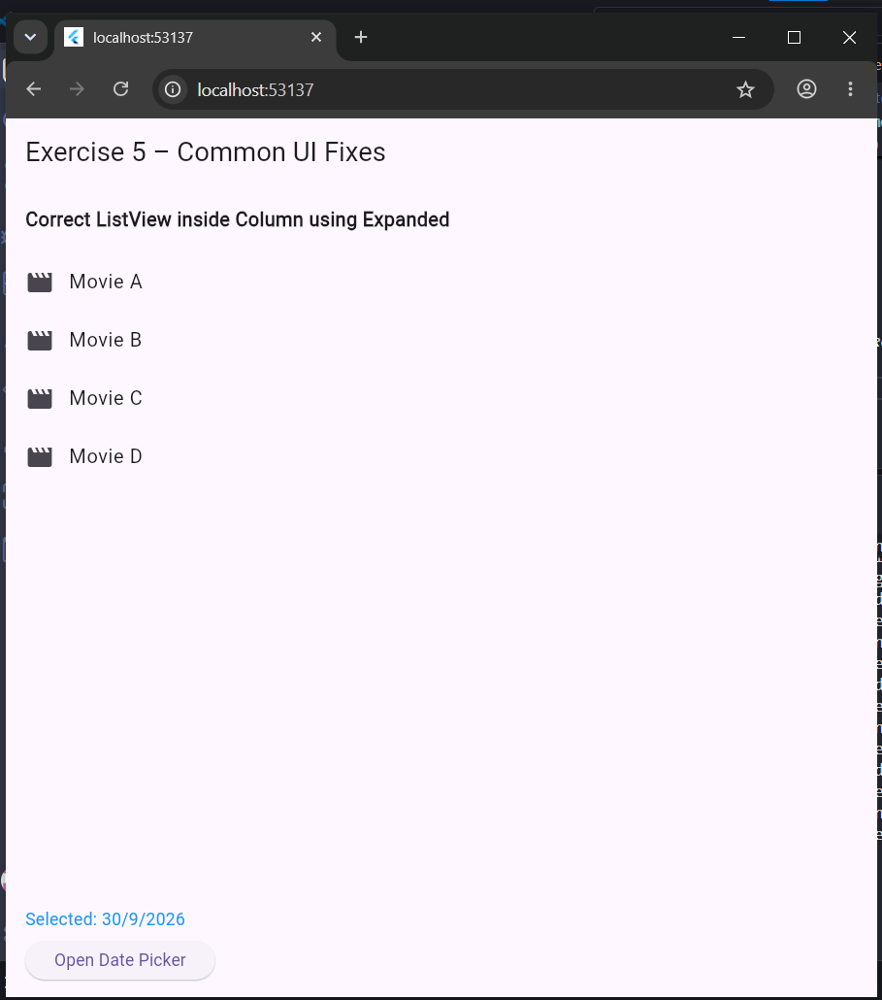 localhost:53137
localhost:53137
Exercise 5 – Common UI Fixes
Correct ListView inside Column using Expanded
Movie A
Movie B
Movie C
Movie D
Selected: 30/9/2026
Open Date Picker